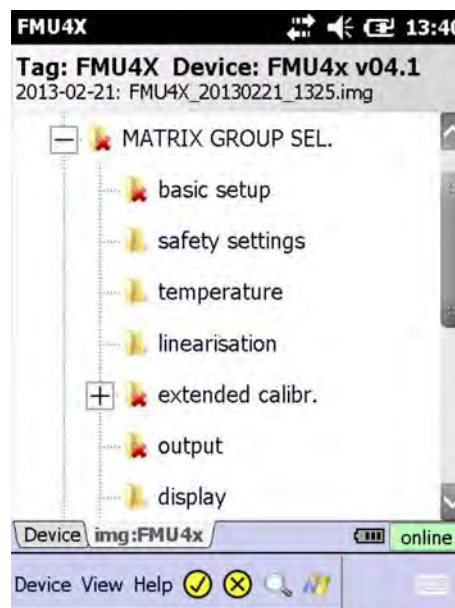 FMU4X 13:40
Tag: FMU4X Device: FMU4x v04.1
2013-02-21: FMU4X_20130221_1325.img
MATRIX GROUP SEL.
basic setup
safety settings
temperature
linearisation
extended calibr.
output
display
Device img:FMU4x online
Device View Help